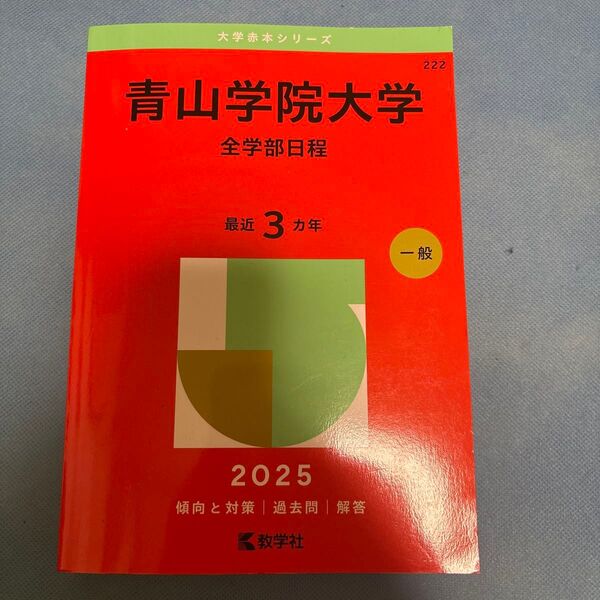 大学赤本シリーズ
222
青山学院大学
全学部日程
最近 3 カ年
一般
2025
傾向と対策｜過去問｜解答
教学社